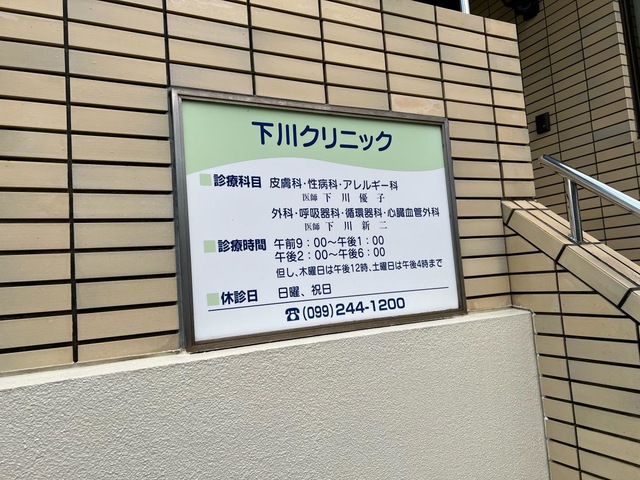 下川クリニック
診療科目 皮膚科・性病科・アレルギー科
医師 下川優子
外科・呼吸器科・循環器科・心臓血管外科
医師 下川新二
診療時間 午前9：00〜午後1：00
午後2：00〜午後6：00
但し、木曜日は午後12時、土曜日は午後4時まで
休診日 日曜、祝日
☎(099)244-1200